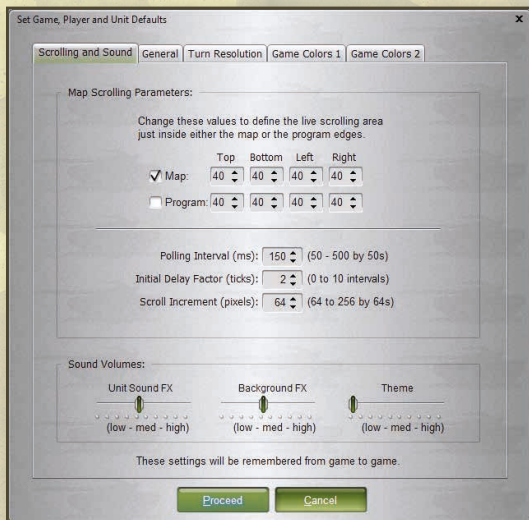 Set Game, Player and Unit Defaults x
Scrolling and Sound General Turn Resolution Game Colors 1 Game Colors 2
Map Scrolling Parameters:
Change these values to define the live scrolling area
just inside either the map or the program edges.
Top Bottom Left Right
Map: 40 40 40 40
Program: 40 40 40 40
Polling Interval (ms): 150 (50 - 500 by 50s)
Initial Delay Factor (ticks): 2 (0 to 10 intervals)
Scroll Increment (pixels): 64 (64 to 256 by 64s)
Sound Volumes:
Unit Sound FX Background FX Theme
(low - med - high) (low - med - high) (low - med - high)
These settings will be remembered from game to game.
Proceed Cancel